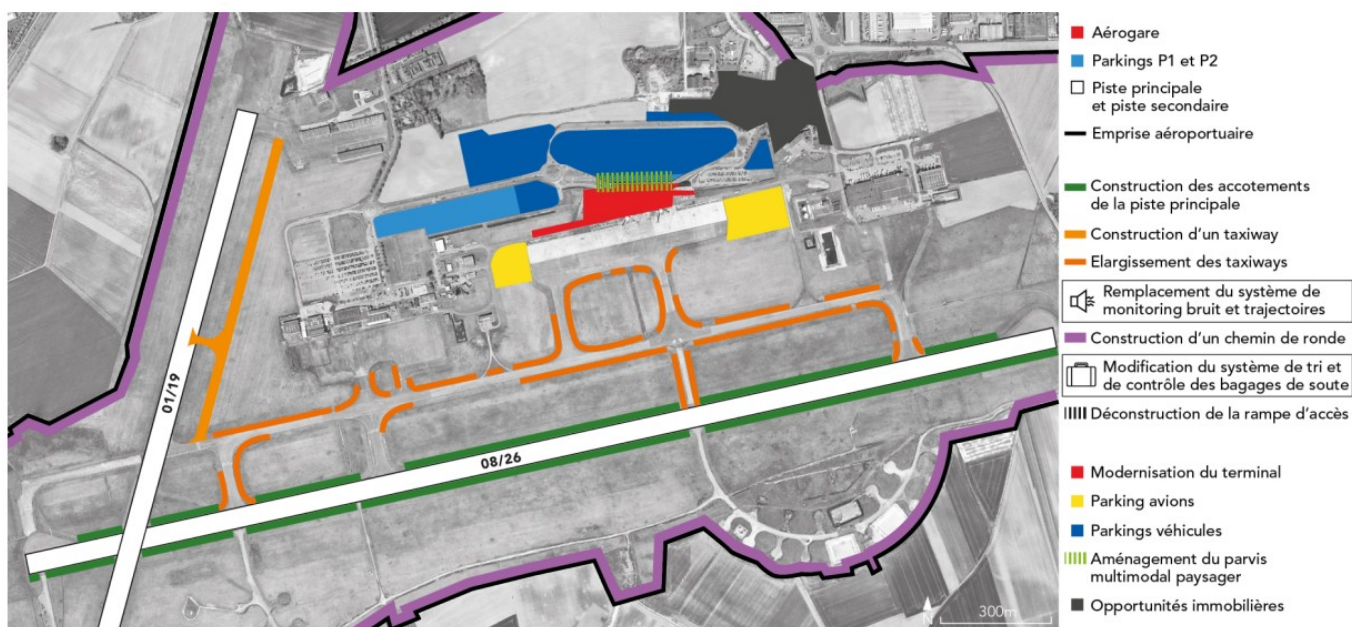 01/19
08/26
N
300m
Aérogare
Parkings P1 et P2
Piste principale
et piste secondaire
Emprise aéroportuaire
Construction des accotements
de la piste principale
Construction d'un taxiway
Elargissement des taxiways
Remplacement du système de
monitoring bruit et trajectoires
Construction d'un chemin de ronde
Modification du système de tri et
de contrôle des bagages de soute
Déconstruction de la rampe d'accès
Modernisation du terminal
Parking avions
Parkings véhicules
Aménagement du parvis
multimodal paysager
Opportunités immobilières